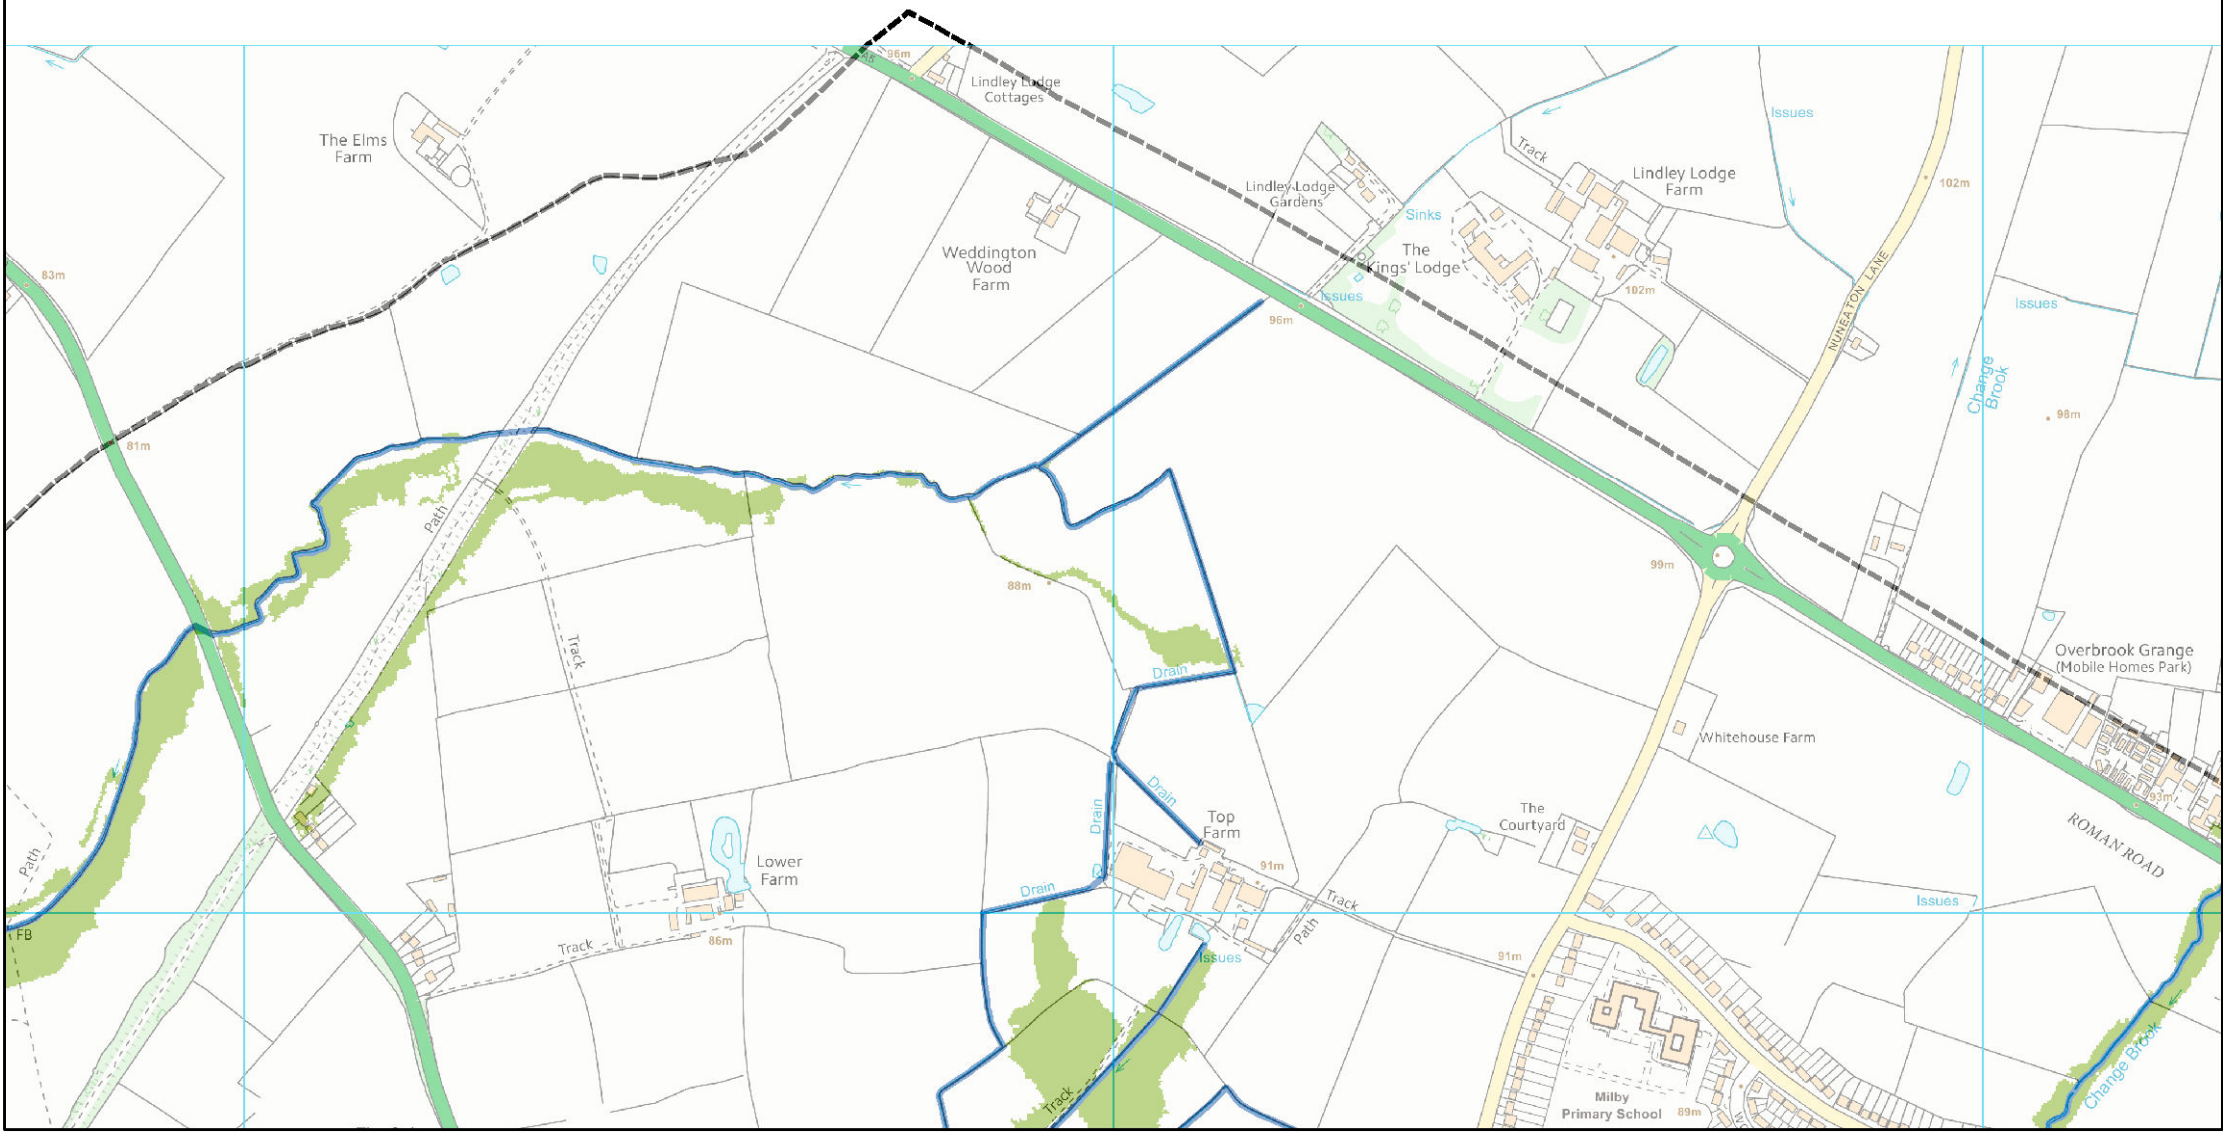 96m
Lindley Lodge
Cottages
Issues
The Elms
Farm
Track
Lindley Lodge
Farm
102m
Lindley Lodge
Gardens
Sinks
The
Kings' Lodge
Weddington
Wood
Farm
83m
102m
Issues
96m
NUNEATON LANE
Issues
Change
Brook
98m
81m
Path
99m
88m
Track
Drain
Overbrook Grange
(Mobile Homes Park)
Whitehouse Farm
Drain
Drain
Top
Farm
The
Courtyard
93m
ROMAN ROAD
Path
Lower
Farm
91m
Drain
Track
Issues
FB
86m
Track
Path
Issues
91m
Track
Milby
Primary School
89m
Change Brook